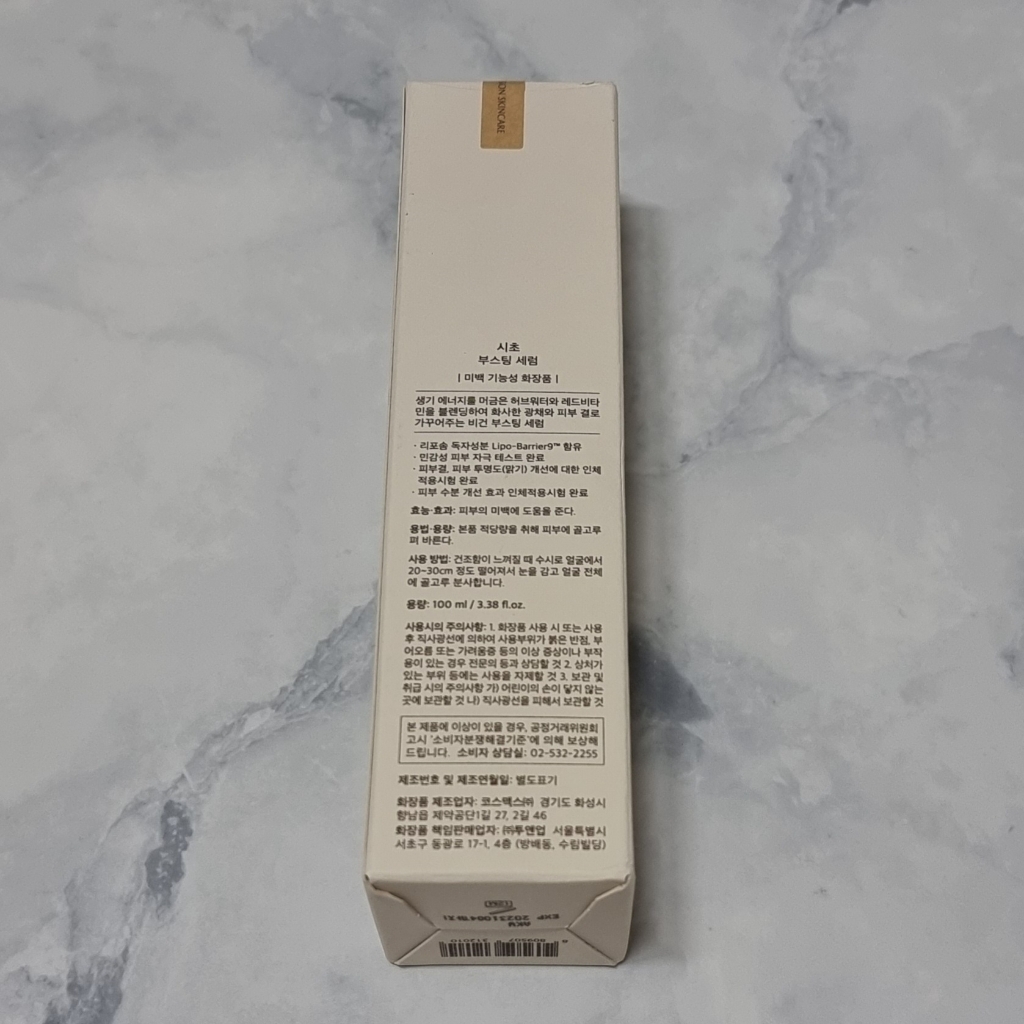 ON SKINCARE
시초
부스팅 세럼
| 미백 기능성 화장품 |
생기 에너지를 머금은 허브워터와 레드비타
민을 블렌딩하여 화사한 광채와 피부 결로
가꾸어주는 비건 부스팅 세럼
· 리포솜 독자성분 Lipo-Barrier9™ 함유
· 민감성 피부 자극 테스트 완료
· 피부결, 피부 투명도(맑기) 개선에 대한 인체
적용시험 완료
· 피부 수분 개선 효과 인체적용시험 완료
효능·효과: 피부의 미백에 도움을 준다.
용법·용량: 본품 적당량을 취해 피부에 골고루
펴 바른다.
사용 방법: 건조함이 느껴질 때 수시로 얼굴에서
20~30cm 정도 떨어져서 눈을 감고 얼굴 전체
에 골고루 분사합니다.
용량: 100 ml / 3.38 fl.oz.
사용시의 주의사항: 1. 화장품 사용 시 또는 사용
후 직사광선에 의하여 사용부위가 붉은 반점, 부
어오름 또는 가려움증 등의 이상 증상이나 부작
용이 있는 경우 전문의 등과 상담할 것 2. 상처가
있는 부위 등에는 사용을 자제할 것 3. 보관 및
취급 시의 주의사항 가) 어린이의 손이 닿지 않는
곳에 보관할 것 나) 직사광선을 피해서 보관할 것
본 제품에 이상이 있을 경우, 공정거래위원회
고시 '소비자분쟁해결기준'에 의해 보상해
드립니다. 소비자 상담실: 02-532-2255
제조번호 및 제조연월일: 별도표기
화장품 제조업자: 코스맥스㈜ 경기도 화성시
향남읍 제약공단1길 27, 2길 46
화장품 책임판매업자: ㈜투앤업 서울특별시
서초구 동광로 17-1, 4층 (방배동, 수림빌딩)
EXP 20231004까지
8 809507 212010